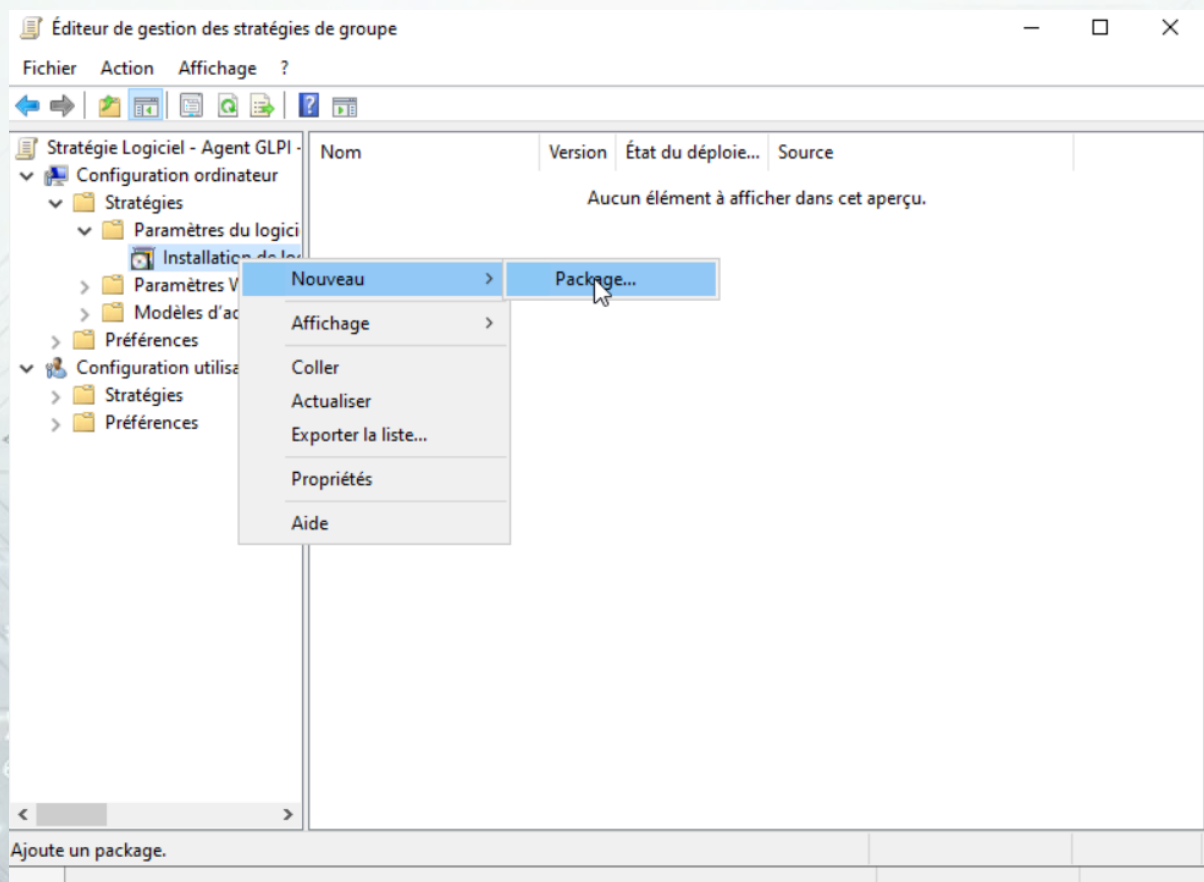 Éditeur de gestion des stratégies de groupe
Fichier Action Affichage ?
Stratégie Logiciel - Agent GLPI -
Configuration ordinateur
Stratégies
Paramètres du logici
Installation de lo
Paramètres
Modèles d'ad
Préférences
Configuration utilisa
Stratégies
Préférences
Nom Version État du déploie... Source
Aucun élément à afficher dans cet aperçu.
Nouveau
Affichage
Coller
Actualiser
Exporter la liste...
Propriétés
Aide
Package...
Ajoute un package.